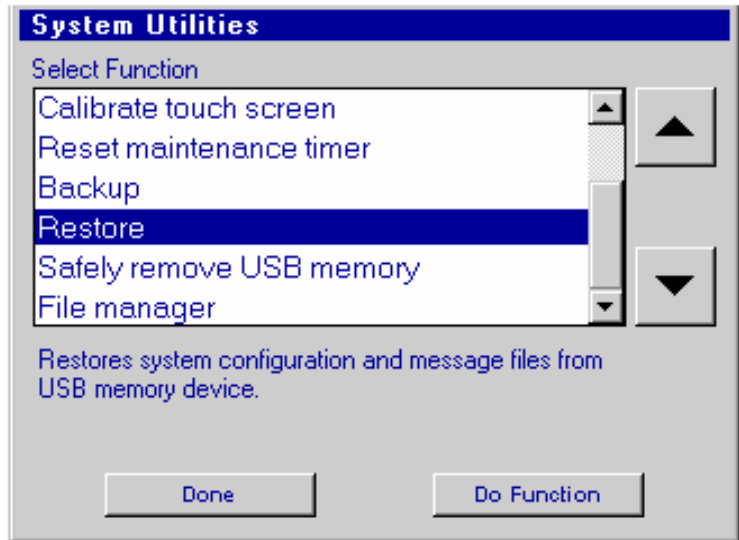 System Utilities
Select Function
Calibrate touch screen
Reset maintenance timer
Backup
Restore
Safely remove USB memory
File manager
Restores system configuration and message files from
USB memory device.
Done
Do Function